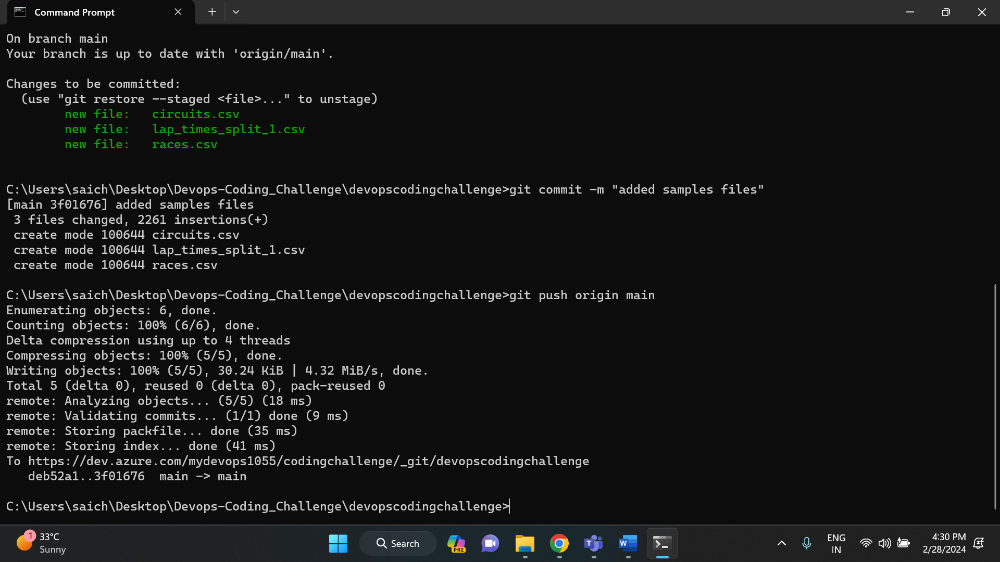 Command Prompt
On branch main
Your branch is up to date with 'origin/main'.
Changes to be committed:
  (use "git restore --staged <file>..." to unstage)
        new file:   circuits.csv
        new file:   lap_times_split_1.csv
        new file:   races.csv
C:\Users\saich\Desktop\Devops-Coding_Challenge\devopscodingchallenge>git commit -m "added samples files"
[main 3f01676] added samples files
 3 files changed, 2261 insertions(+)
 create mode 100644 circuits.csv
 create mode 100644 lap_times_split_1.csv
 create mode 100644 races.csv
C:\Users\saich\Desktop\Devops-Coding_Challenge\devopscodingchallenge>git push origin main
Enumerating objects: 6, done.
Counting objects: 100% (6/6), done.
Delta compression using up to 4 threads
Compressing objects: 100% (5/5), done.
Writing objects: 100% (5/5), 30.24 KiB | 4.32 MiB/s, done.
Total 5 (delta 0), reused 0 (delta 0), pack-reused 0
remote: Analyzing objects... (5/5) (18 ms)
remote: Validating commits... (1/1) done (9 ms)
remote: Storing packfile... done (35 ms)
remote: Storing index... done (41 ms)
To https://dev.azure.com/mydevops1055/codingchallenge/_git/devopscodingchallenge
   deb52a1..3f01676  main -> main
C:\Users\saich\Desktop\Devops-Coding_Challenge\devopscodingchallenge>
1
33°C
Sunny
Search
PRE
T
W
ENG
IN
4:30 PM
2/28/2024